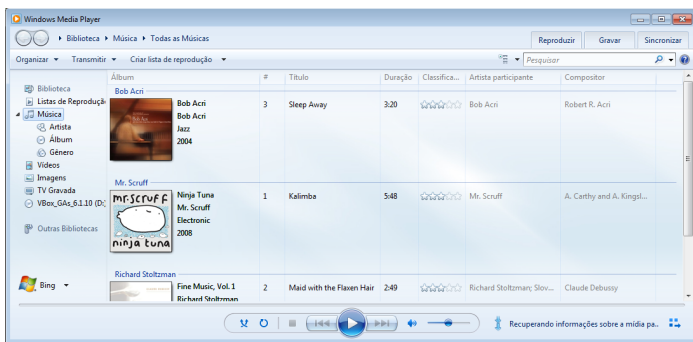 Windows Media Player
Biblioteca Música Todas as Músicas
Reproduzir Gravar Sincronizar
Organizar Transmitir Criar lista de reprodução Pesquisar
Álbum # Título Duração Classifica... Artista participante Compositor
Biblioteca
Listas de Reproduçã
Música
Artista
Álbum
Gênero
Vídeos
Imagens
TV Gravada
VBox_GAs_6.1.10 (D:)
Outras Bibliotecas
Bing
Bob Acri
Bob Acri 3 Sleep Away 3:20 Bob Acri Robert R. Acri
Bob Acri
Jazz
2004
Mr. Scruff
mr.scruff
ninja tuna
Ninja Tuna 1 Kalimba 5:48 Mr. Scruff A. Carthy and A. Kingsl...
Mr. Scruff
Electronic
2008
Richard Stoltzman
Fine Music, Vol. 1 2 Maid with the Flaxen Hair 2:49 Richard Stoltzman; Slov... Claude Debussy
Richard Stoltzman
Recuperando informações sobre a mídia pa..